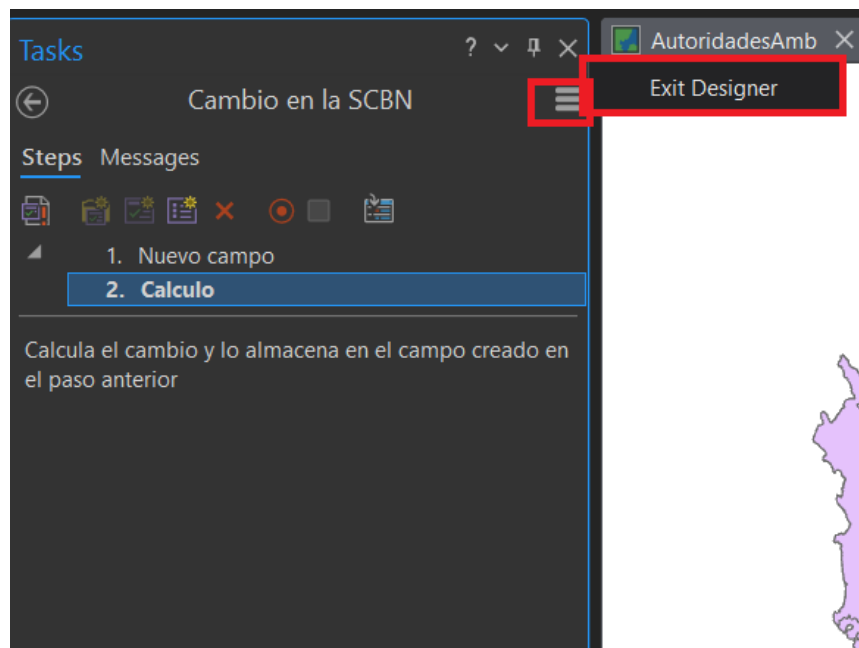 Tasks
?
AutoridadesAmb
Cambio en la SCBN
Exit Designer
Steps Messages
1. Nuevo campo
2. Calculo
Calcula el cambio y lo almacena en el campo creado en
el paso anterior